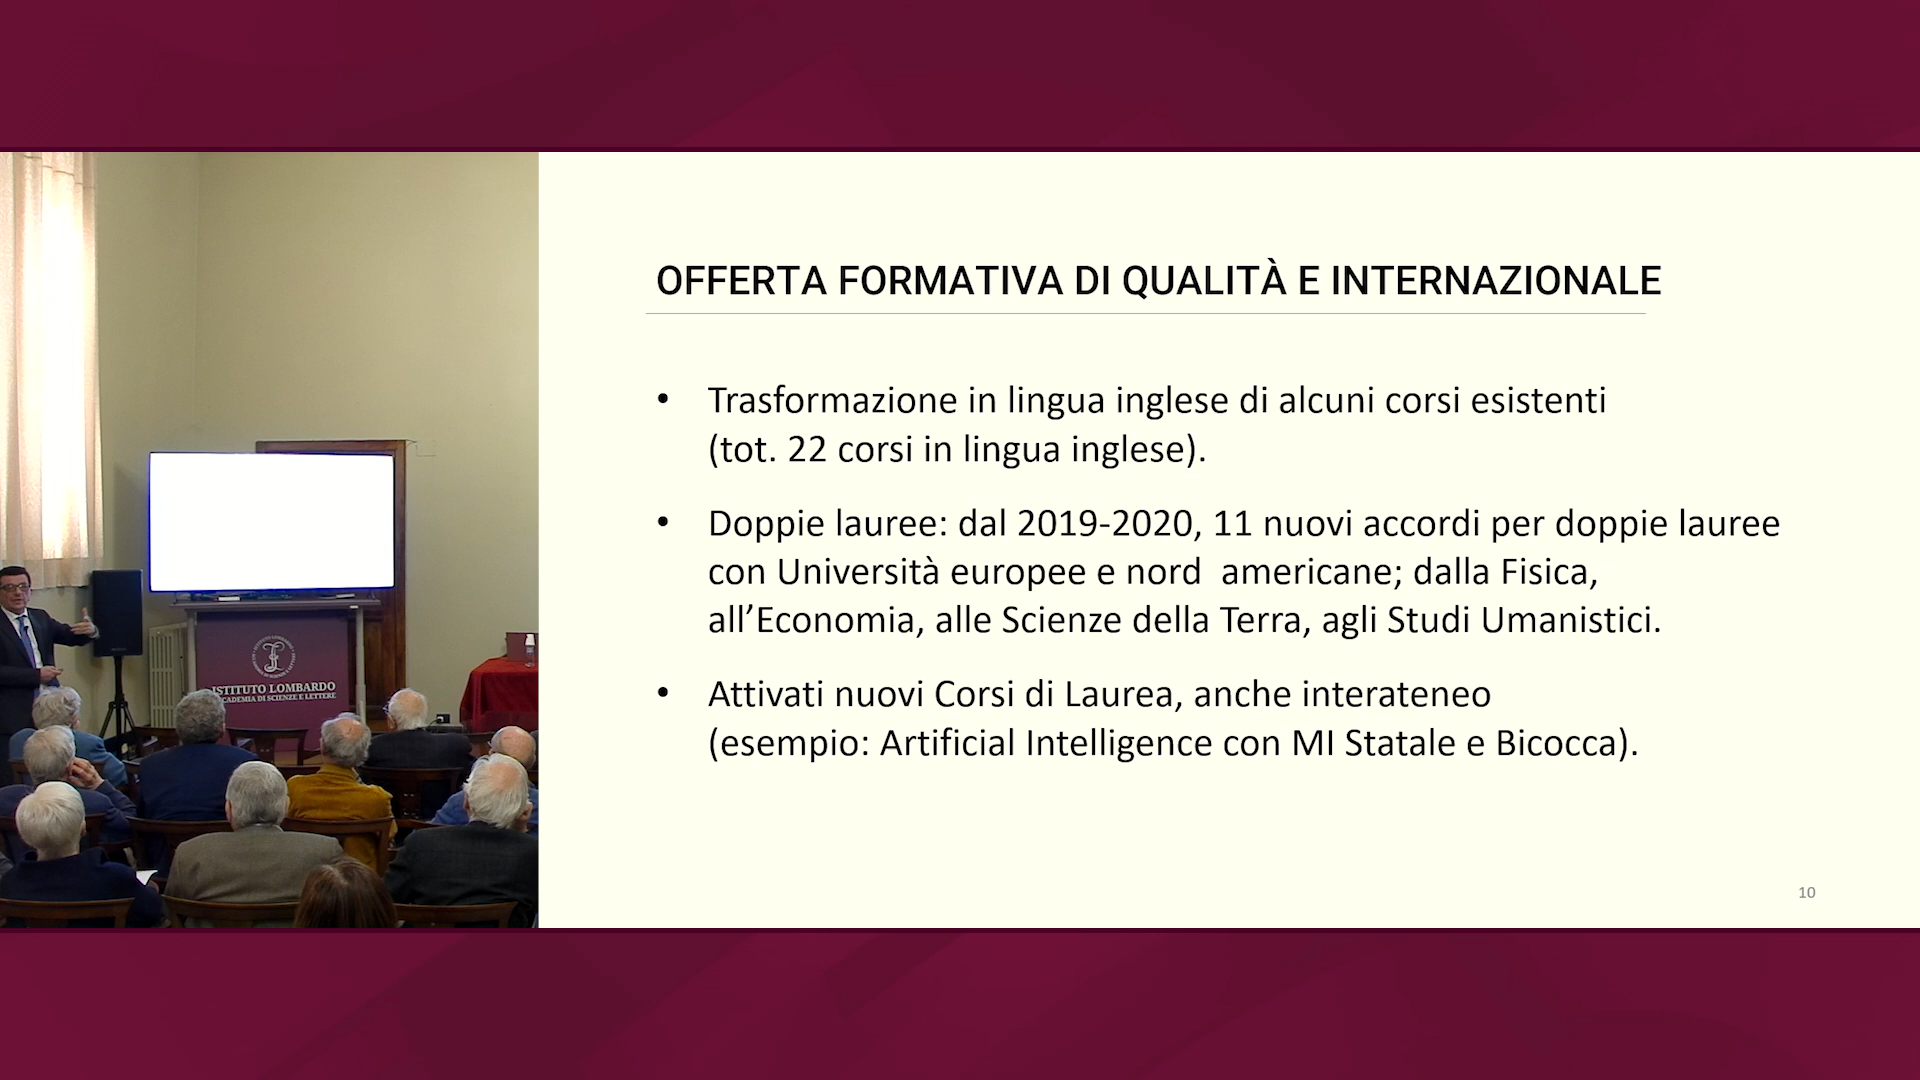 OFFERTA FORMATIVA DI QUALITÀ E INTERNAZIONALE
• Trasformazione in lingua inglese di alcuni corsi esistenti
(tot. 22 corsi in lingua inglese).
• Doppie lauree: dal 2019-2020, 11 nuovi accordi per doppie lauree
con Università europee e nord  americane; dalla Fisica,
all’Economia, alle Scienze della Terra, agli Studi Umanistici.
• Attivati nuovi Corsi di Laurea, anche interateneo
(esempio: Artificial Intelligence con MI Statale e Bicocca).
10
ISTITUTO LOMBARDO
ACCADEMIA DI SCIENZE E LETTERE